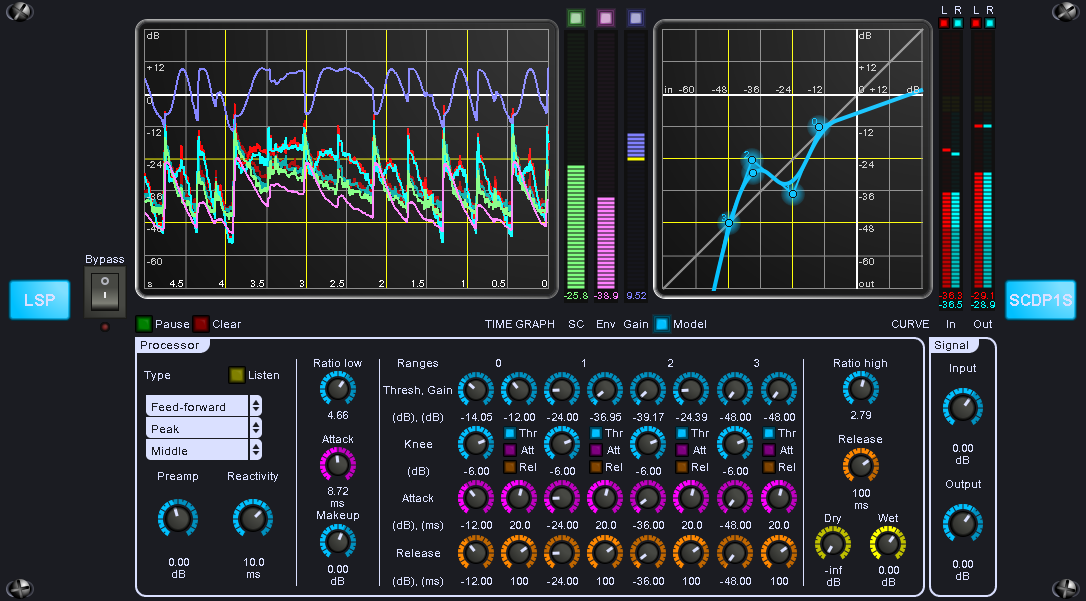 L R L R
dB
+12
0
-12
-24
-36
-48
-60
s 4.5 4 3.5 3 2.5 2 1.5 1 0.5 0
-25.8 -38.9 9.52
dB
+12
in -60 -48 -36 -24 -12 0 +12 dB
-12
-24
-36
-48
-60
out
0
2
3
-36.3 -29.1
-36.5 -28.9
Bypass
LSP
SCDP1S
Pause Clear TIME GRAPH SC Env Gain Model CURVE In Out
Processor
Type Listen
Feed-forward
Peak
Middle
Preamp Reactivity
0.00 10.0
dB ms
Ratio low
4.66
Attack
8.72
ms
Makeup
0.00
dB
Ranges 0 1 2 3
Thresh, Gain
(dB), (dB) -14.05 -12.00 -24.00 -36.95 -39.17 -24.39 -48.00 -48.00
Knee Thr Thr Thr Thr
Att Att Att Att
(dB) -6.00 Rel -6.00 Rel -6.00 Rel -6.00 Rel
Attack
(dB), (ms) -12.00 20.0 -24.00 20.0 -36.00 20.0 -48.00 20.0
Release
(dB), (ms) -12.00 100 -24.00 100 -36.00 100 -48.00 100
Ratio high
2.79
Release
100
ms
Dry Wet
-inf 0.00
dB dB
Signal
Input
0.00
dB
Output
0.00
dB